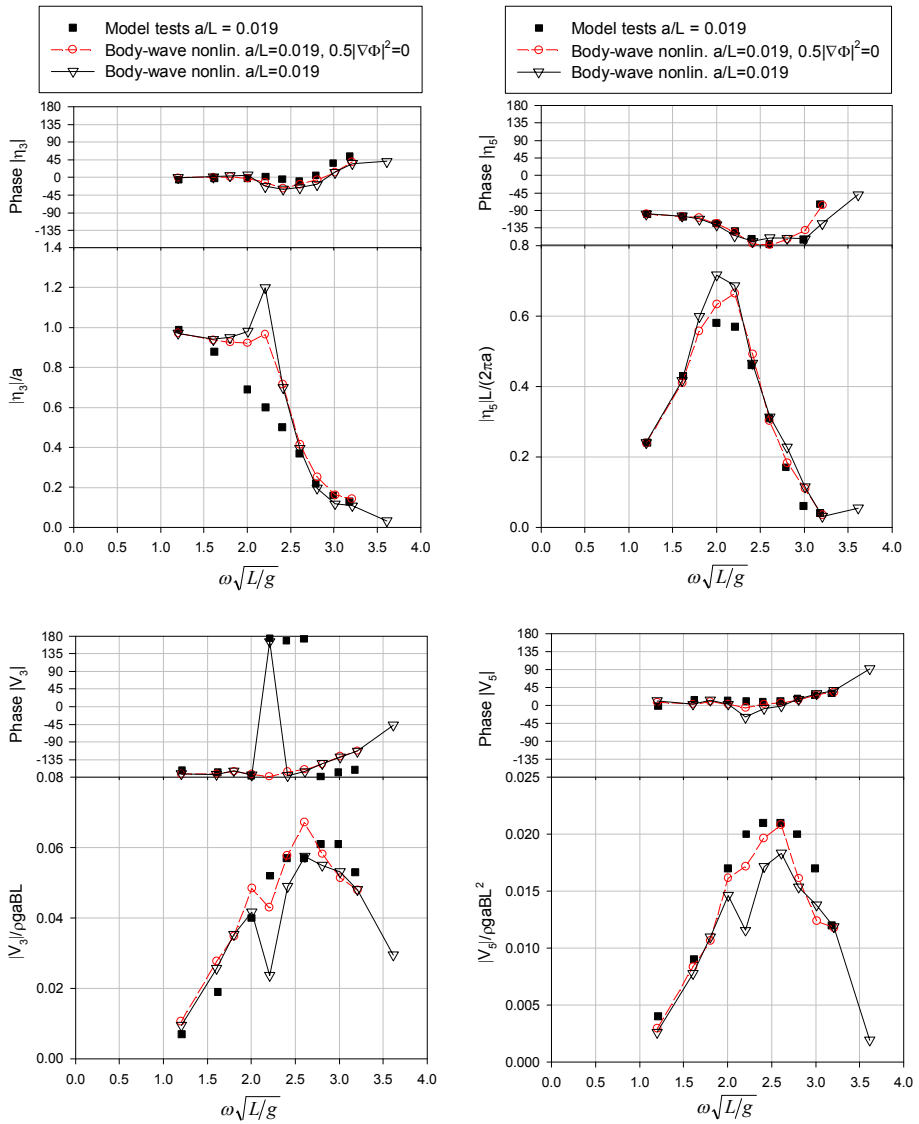 Model tests a/L = 0.019
Body-wave nonlin. a/L=0.019, 0.5|∇Φ|²=0
Body-wave nonlin. a/L=0.019
Phase |η₃|
180
135
90
45
0
-45
-90
-135
1.4
|η₃|/a
1.2
1.0
0.8
0.6
0.4
0.2
0.0
0.0 0.5 1.0 1.5 2.0 2.5 3.0 3.5 4.0
ω√L/g
Model tests a/L = 0.019
Body-wave nonlin. a/L=0.019, 0.5|∇Φ|²=0
Body-wave nonlin. a/L=0.019
Phase |η₅|
180
135
90
45
0
-45
-90
-135
0.8
|η₅|L/(2πa)
0.6
0.4
0.2
0.0
0.0 0.5 1.0 1.5 2.0 2.5 3.0 3.5 4.0
ω√L/g
Phase |V₃|
180
135
90
45
0
-45
-90
-135
0.08
|V₃|/ρgaBL
0.06
0.04
0.02
0.00
0.0 0.5 1.0 1.5 2.0 2.5 3.0 3.5 4.0
ω√L/g
Phase |V₅|
180
135
90
45
0
-45
-90
-135
0.025
|V₅|/ρgaBL²
0.020
0.015
0.010
0.005
0.000
0.0 0.5 1.0 1.5 2.0 2.5 3.0 3.5 4.0
ω√L/g